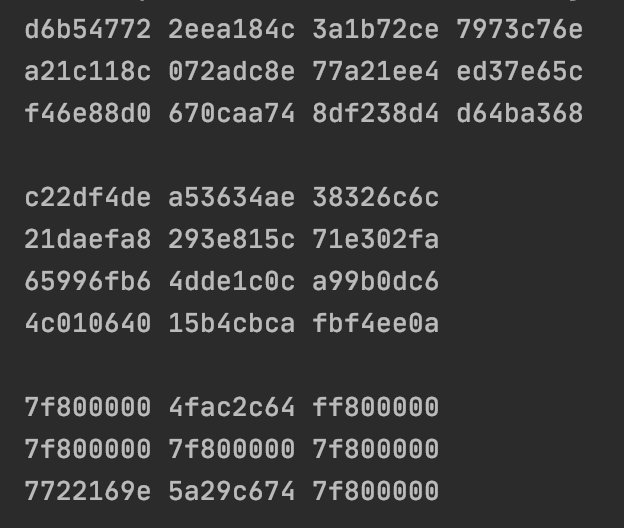 d6b54772 2eea184c 3a1b72ce 7973c76e
a21c118c 072adc8e 77a21ee4 ed37e65c
f46e88d0 670caa74 8df238d4 d64ba368
c22df4de a53634ae 38326c6c
21daefa8 293e815c 71e302fa
65996fb6 4dde1c0c a99b0dc6
4c010640 15b4cbca fbf4ee0a
7f800000 4fac2c64 ff800000
7f800000 7f800000 7f800000
7722169e 5a29c674 7f800000